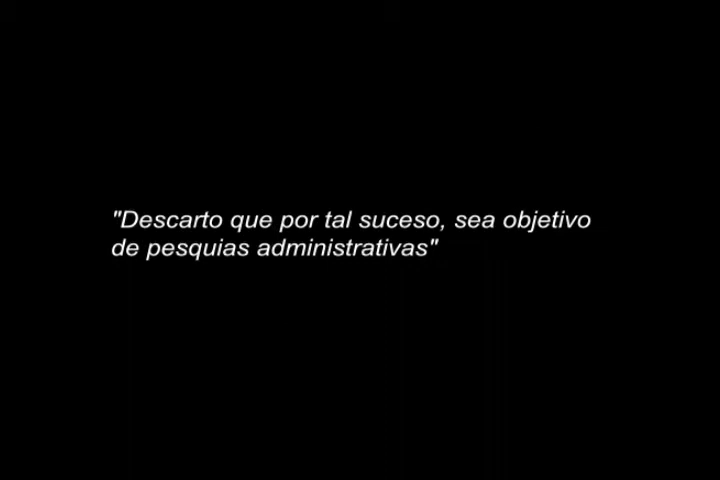 "Descarto que por tal suceso, sea objetivo
de pesquias administrativas"